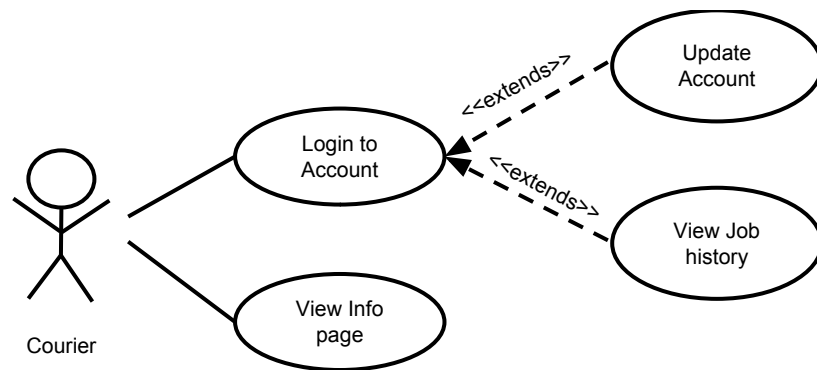 Update
Account
<<extends>>
Login to
Account
<<extends>>
View Job
history
View Info
page
Courier